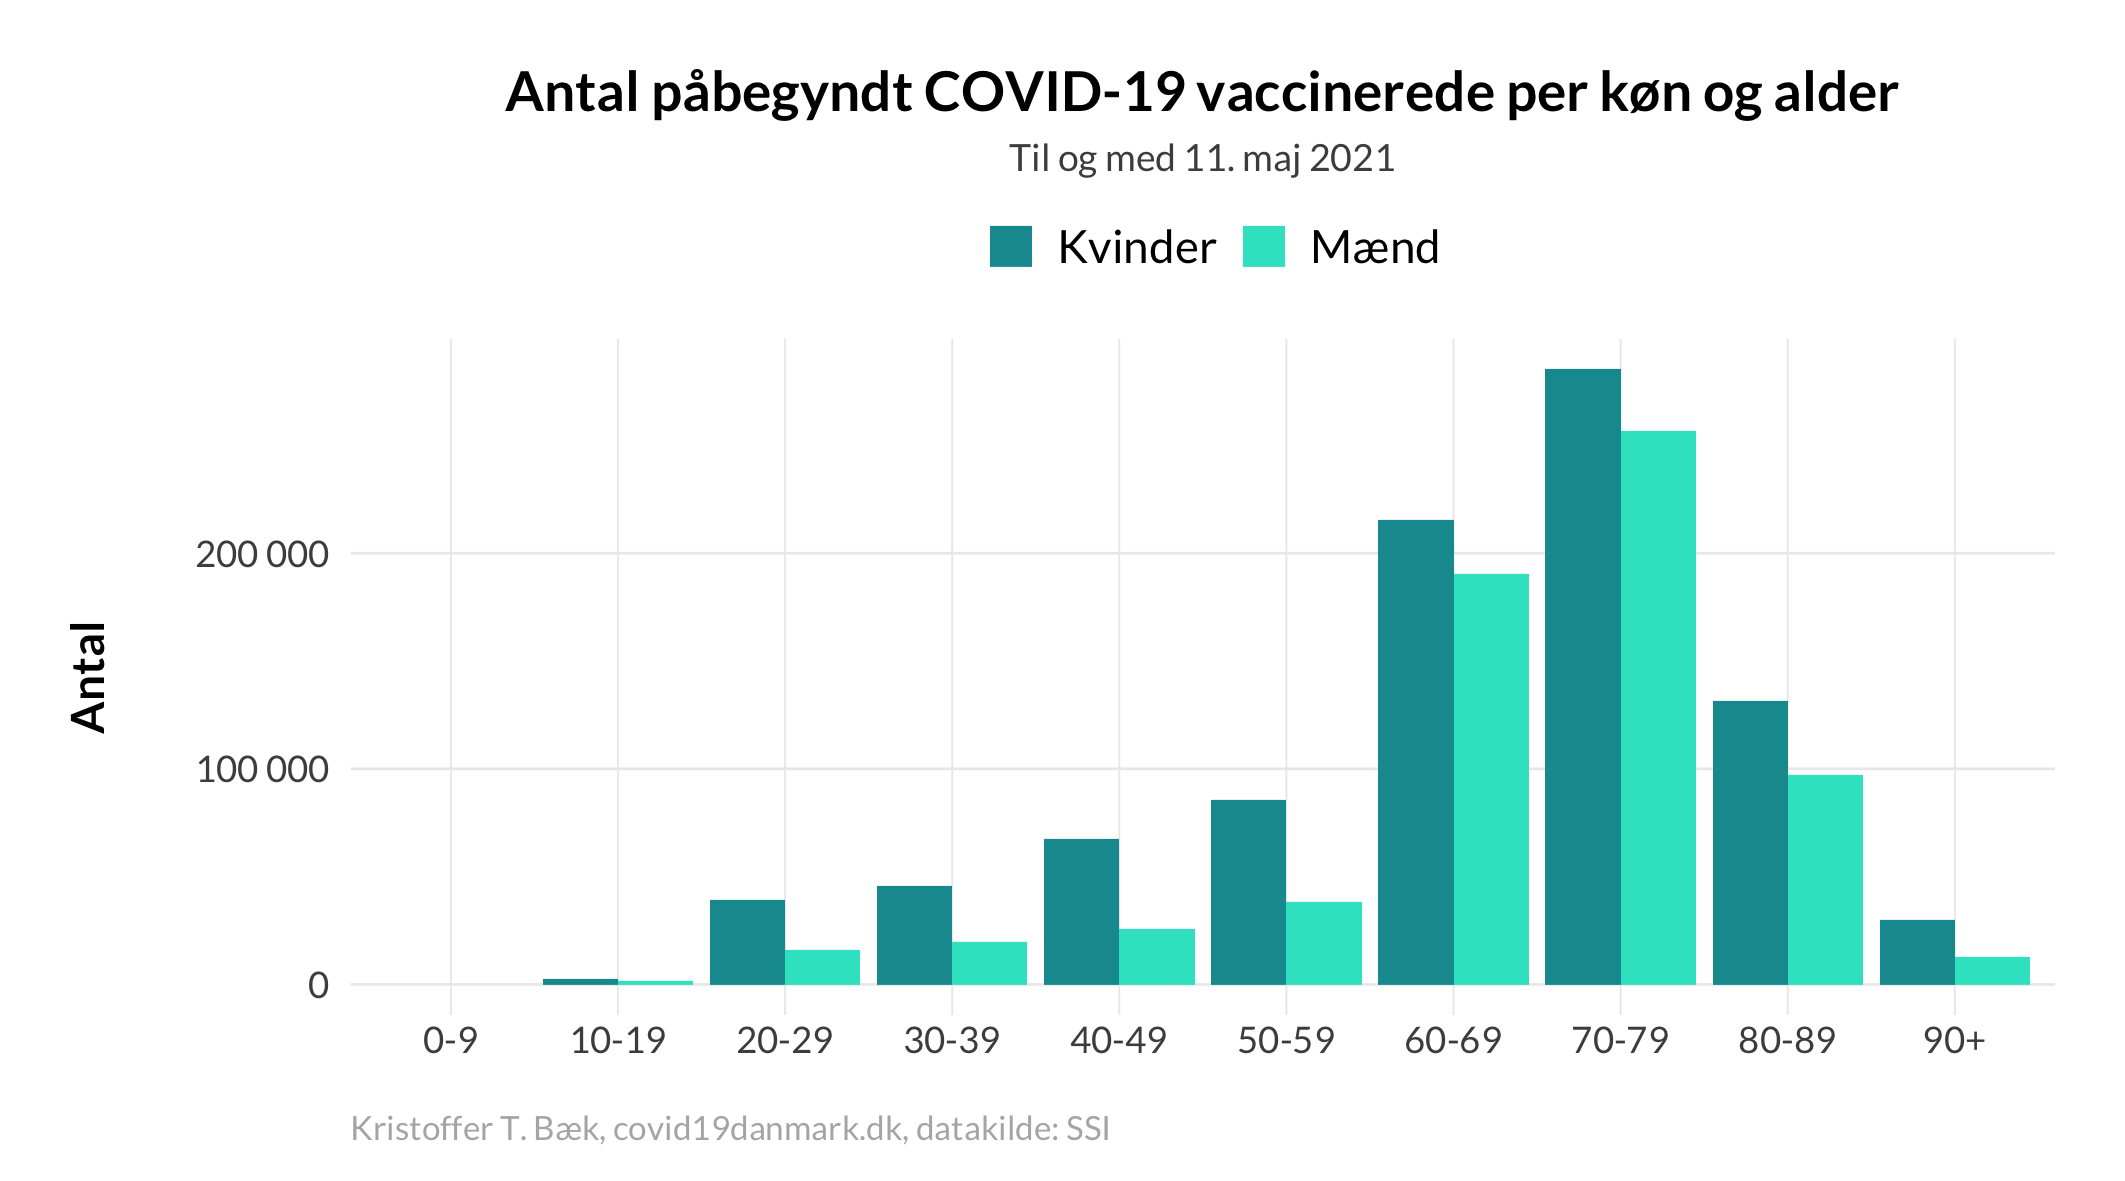 Antal påbegyndt COVID-19 vaccinerede per køn og alder
Til og med 11. maj 2021
Kvinder Mænd
Antal
200 000
100 000
0
0-9 10-19 20-29 30-39 40-49 50-59 60-69 70-79 80-89 90+
Kristoffer T. Bæk, covid19danmark.dk, datakilde: SSI